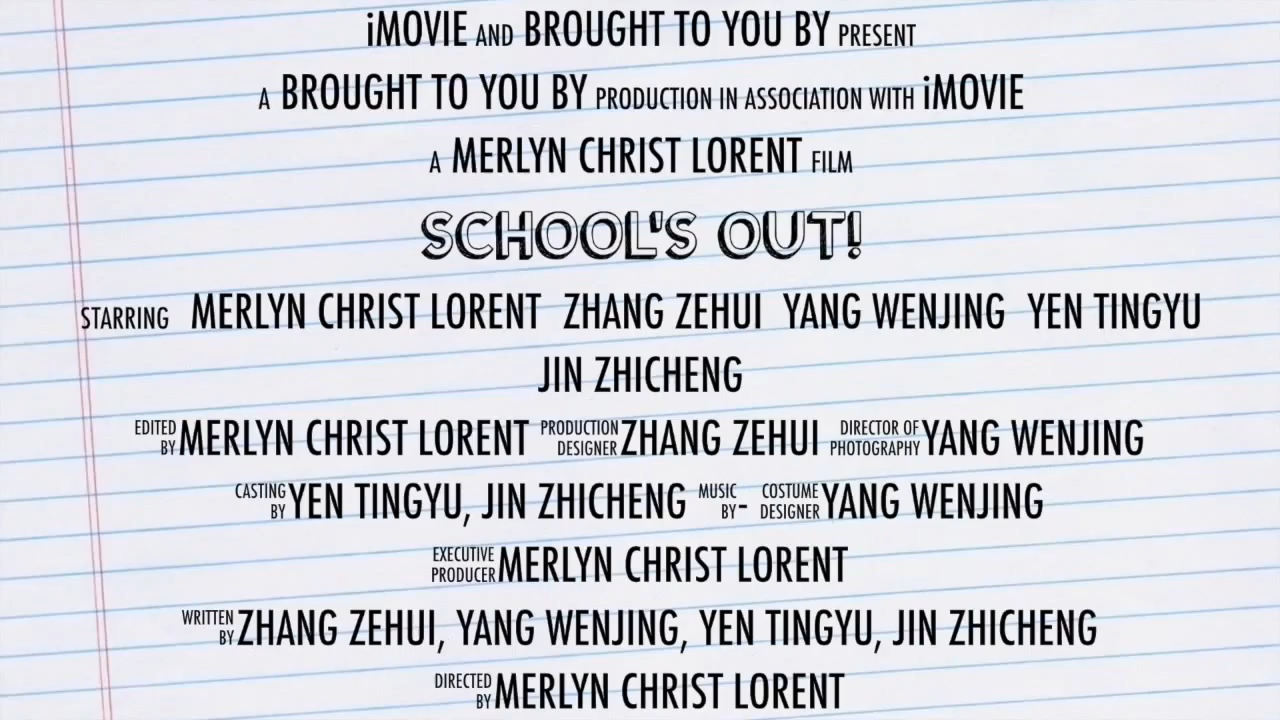 iMOVIE AND BROUGHT TO YOU BY PRESENT
A BROUGHT TO YOU BY PRODUCTION IN ASSOCIATION WITH iMOVIE
A MERLYN CHRIST LORENT FILM
SCHOOL'S OUT!
STARRING MERLYN CHRIST LORENT ZHANG ZEHUI YANG WENJING YEN TINGYU
JIN ZHICHENG
EDITED BY MERLYN CHRIST LORENT PRODUCTION DESIGNER ZHANG ZEHUI DIRECTOR OF PHOTOGRAPHY YANG WENJING
CASTING BY YEN TINGYU, JIN ZHICHENG MUSIC BY - COSTUME DESIGNER YANG WENJING
EXECUTIVE PRODUCER MERLYN CHRIST LORENT
WRITTEN BY ZHANG ZEHUI, YANG WENJING, YEN TINGYU, JIN ZHICHENG
DIRECTED BY MERLYN CHRIST LORENT